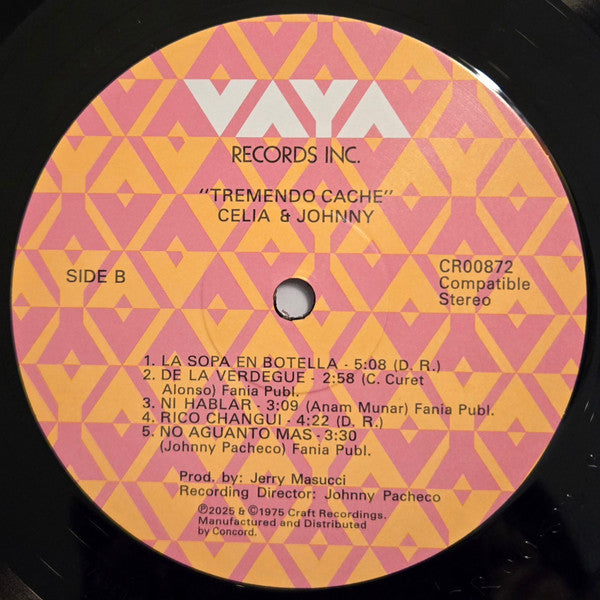 VAYA
RECORDS INC.
"TREMENDO CACHE"
CELIA & JOHNNY
SIDE B
CR00872
Compatible
Stereo
1. LA SOPA EN BOTELLA - 5:08 (D. R.)
2. DE LA VERDEGUE - 2:58 (C. Curet
Alonso) Fania Publ.
3. NI HABLAR - 3:09 (Anam Munar) Fania Publ.
4. RICO CHANGUI - 4:22 (D. R.)
5. NO AGUANTO MAS - 3:30
(Johnny Pacheco) Fania Publ.
Prod. by: Jerry Masucci
Recording Director: Johnny Pacheco
℗2025 & ©1975 Craft Recordings.
Manufactured and Distributed
by Concord.